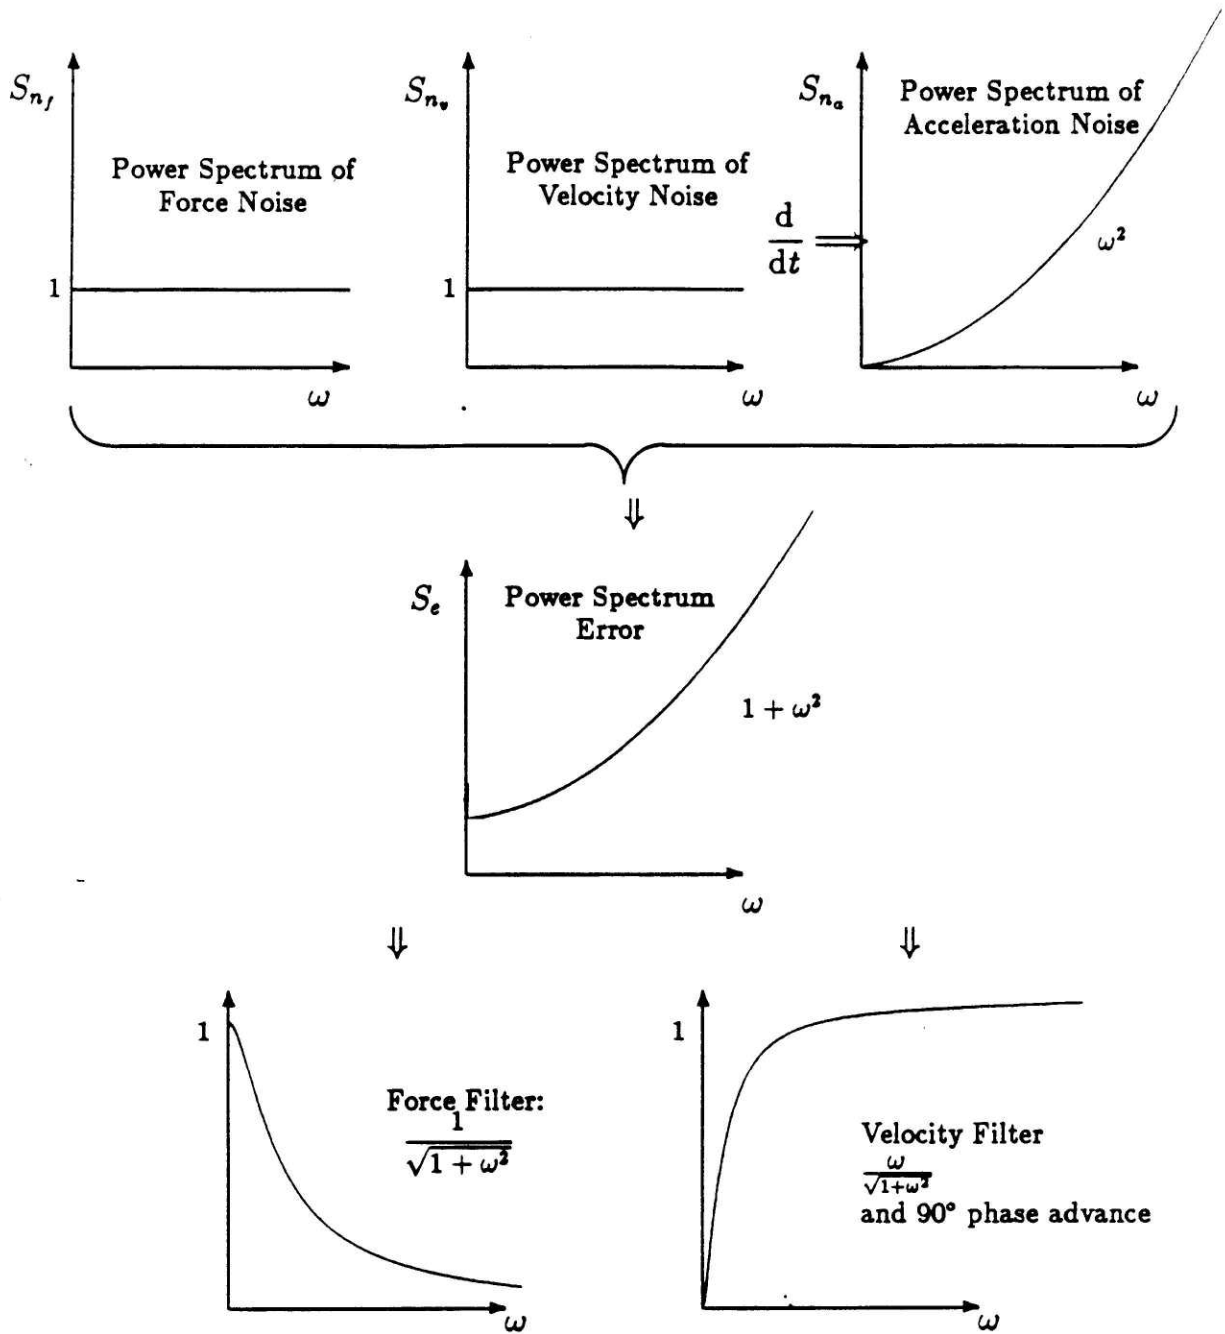 S_{n_f}
Power Spectrum of
Force Noise
1
ω
S_{n_v}
Power Spectrum of
Velocity Noise
1
ω
d
dt
⇒
S_{n_a}
Power Spectrum of
Acceleration Noise
ω²
ω
⇓
S_e
Power Spectrum
Error
1 + ω²
ω
⇓
⇓
1
Force Filter:
1
√1 + ω²
ω
1
Velocity Filter
ω
√1+ω²
and 90° phase advance
ω